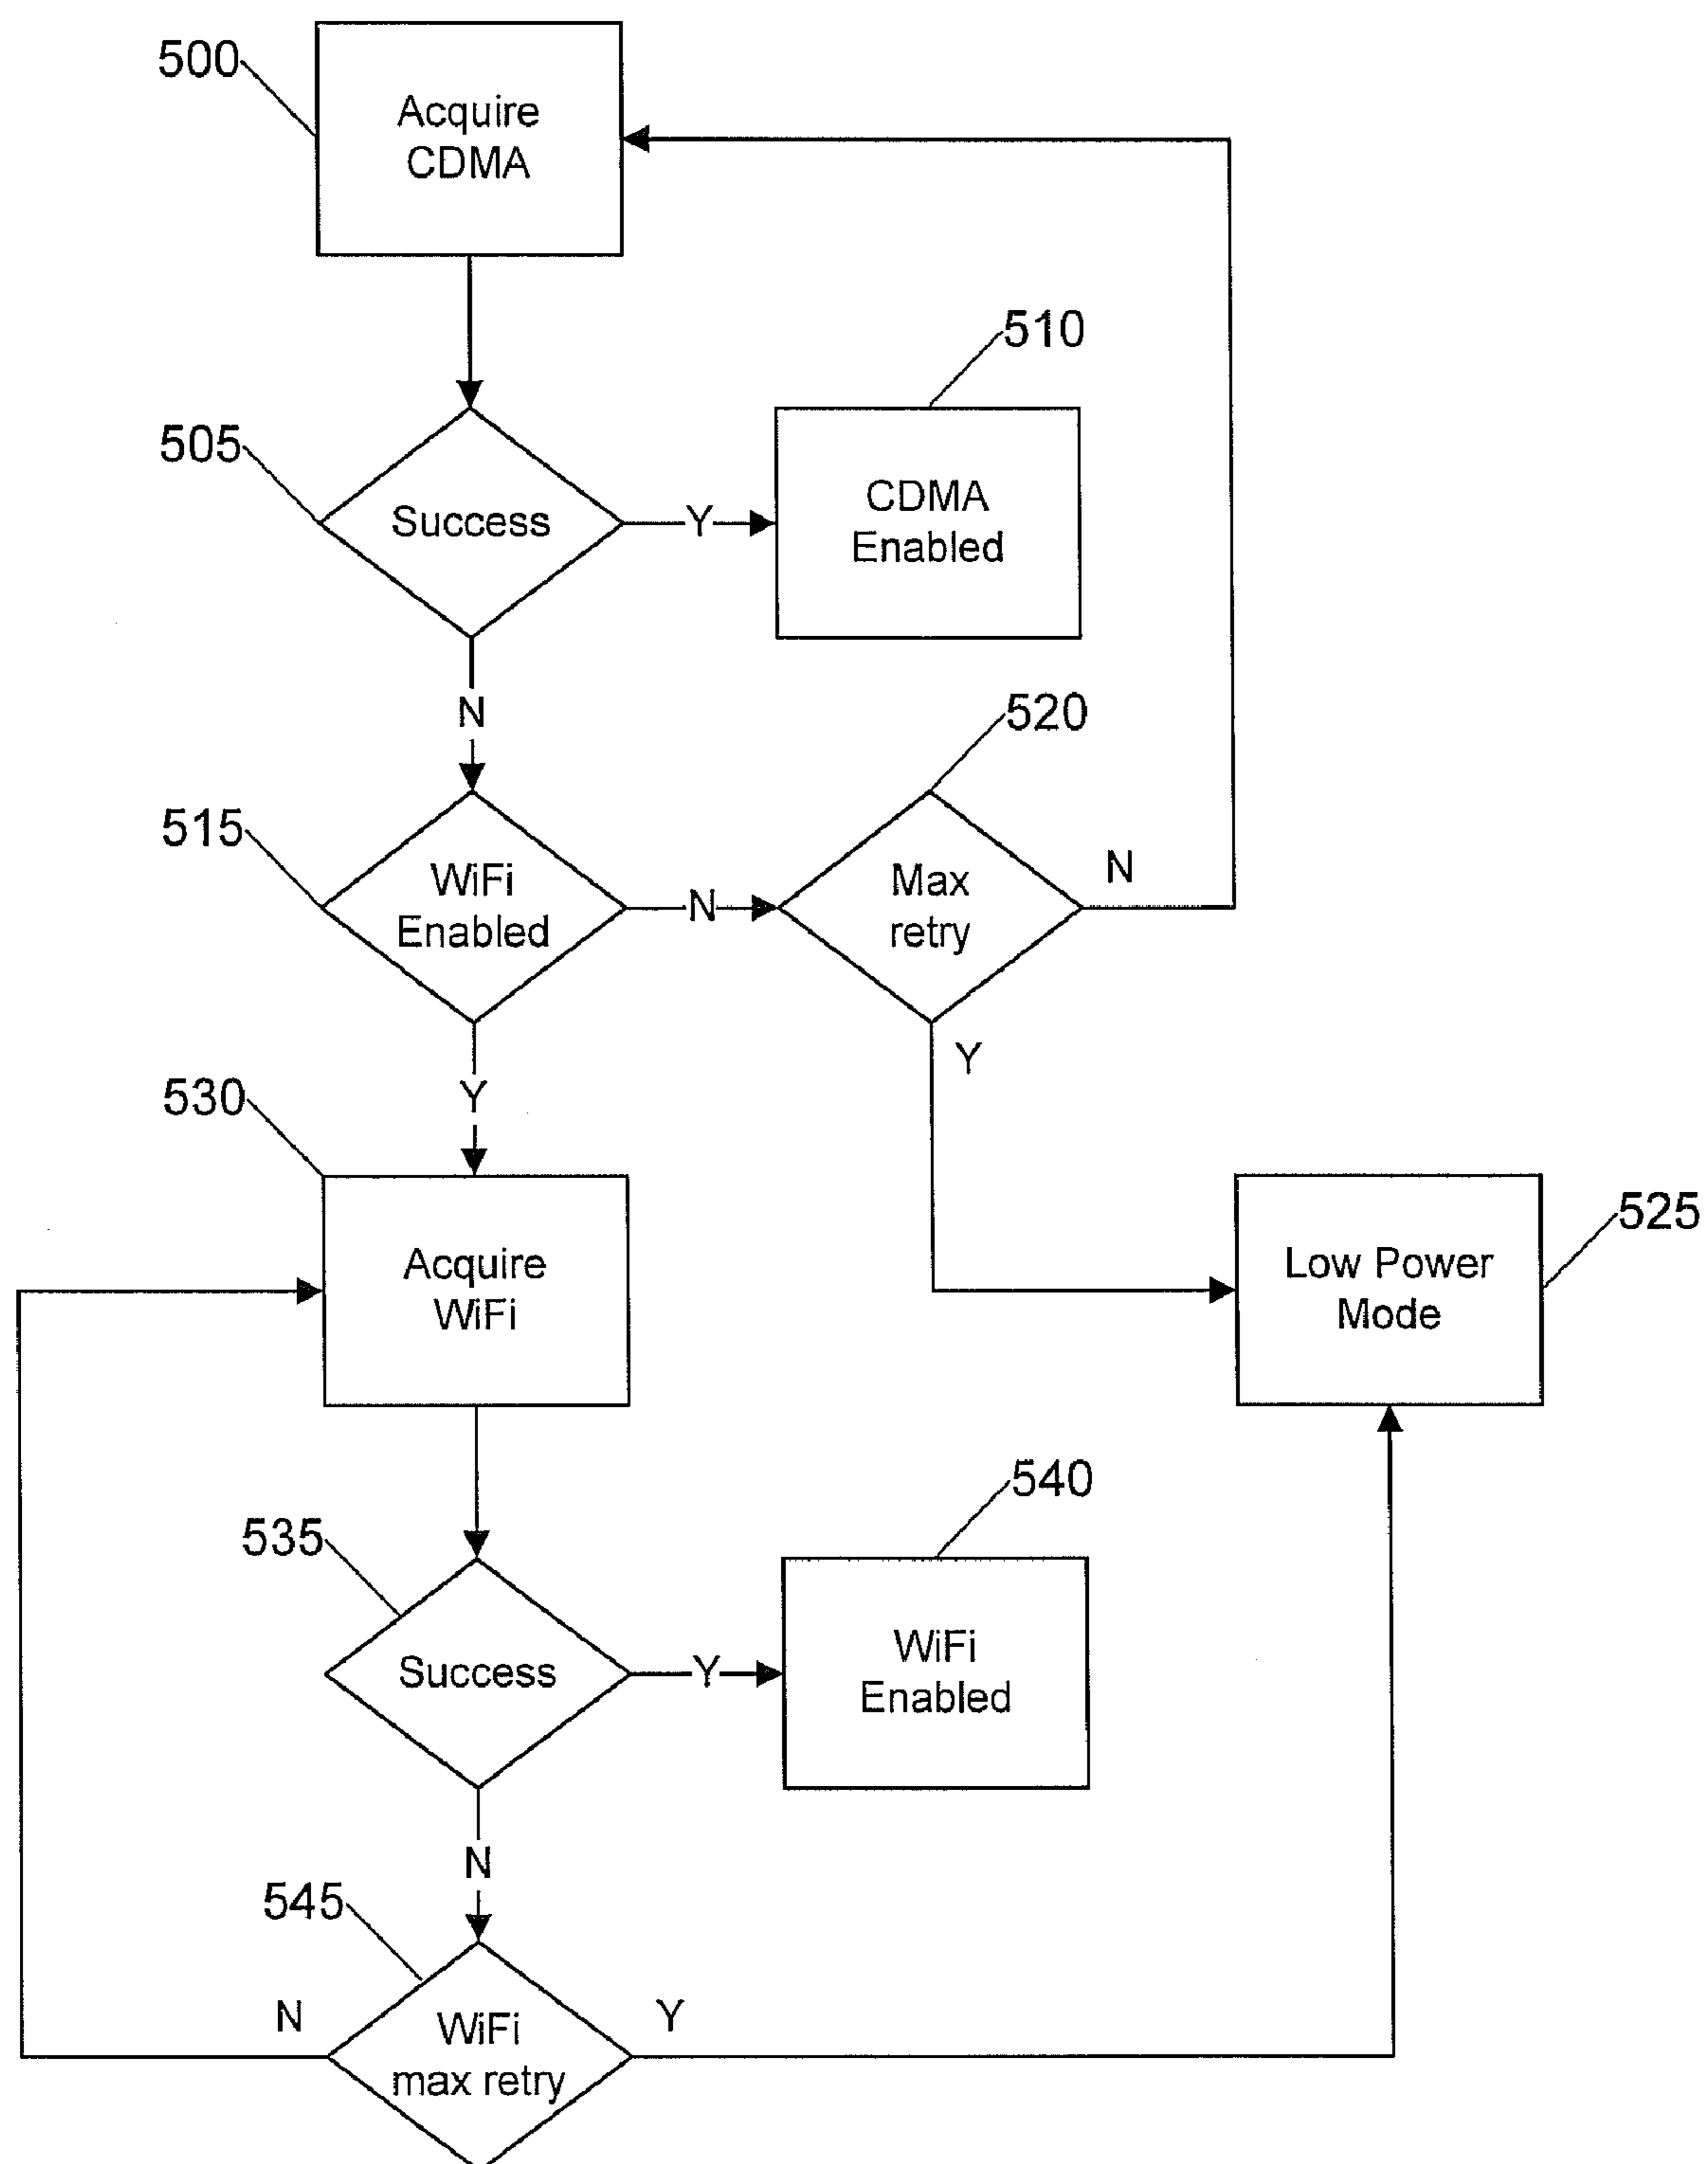 500
Acquire
CDMA
510
505
Success
Y
CDMA
Enabled
N
520
515
WiFi
Enabled
N
Max
retry
N
Y
Y
530
Acquire
WiFi
Low Power
Mode
525
540
535
Success
Y
WiFi
Enabled
N
545
N
WiFi
max retry
Y